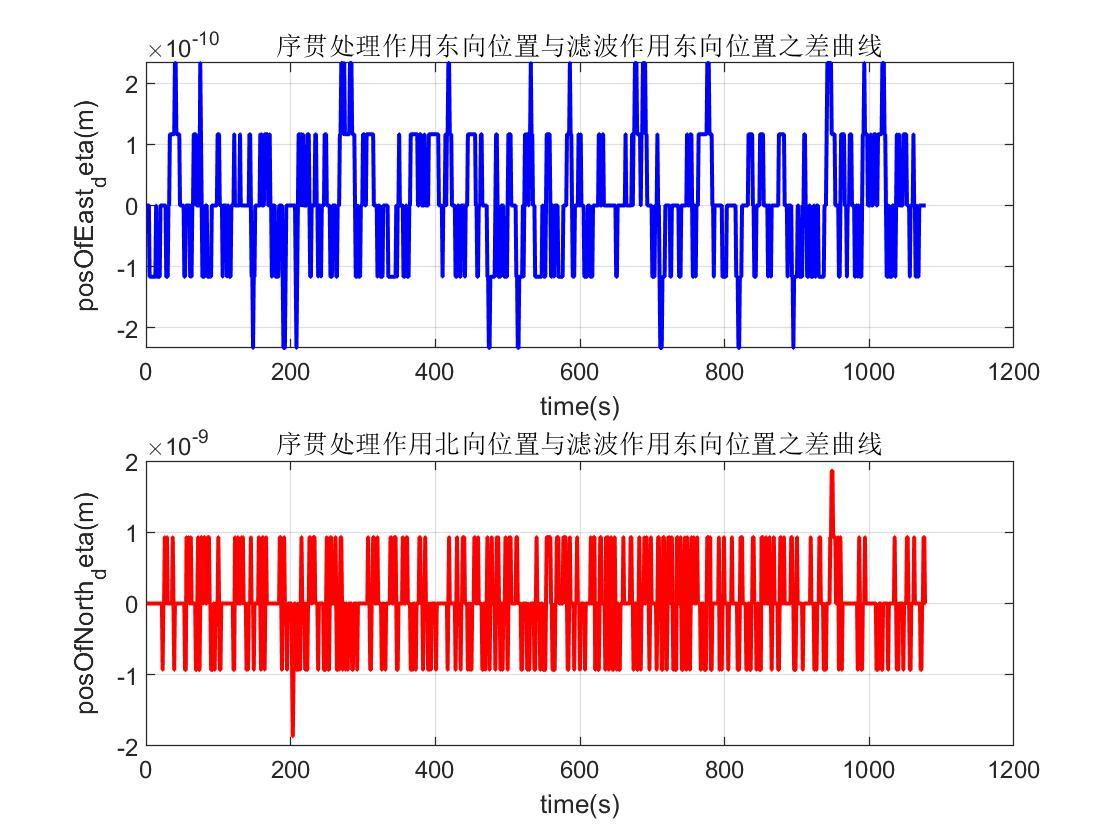 ×10-10
序贯处理作用东向位置与滤波作用东向位置之差曲线
2
1
0
-1
-2
posOfEast_deta(m)
0 200 400 600 800 1000 1200
time(s)
×10-9
序贯处理作用北向位置与滤波作用东向位置之差曲线
2
1
0
-1
-2
posOfNorth_deta(m)
0 200 400 600 800 1000 1200
time(s)